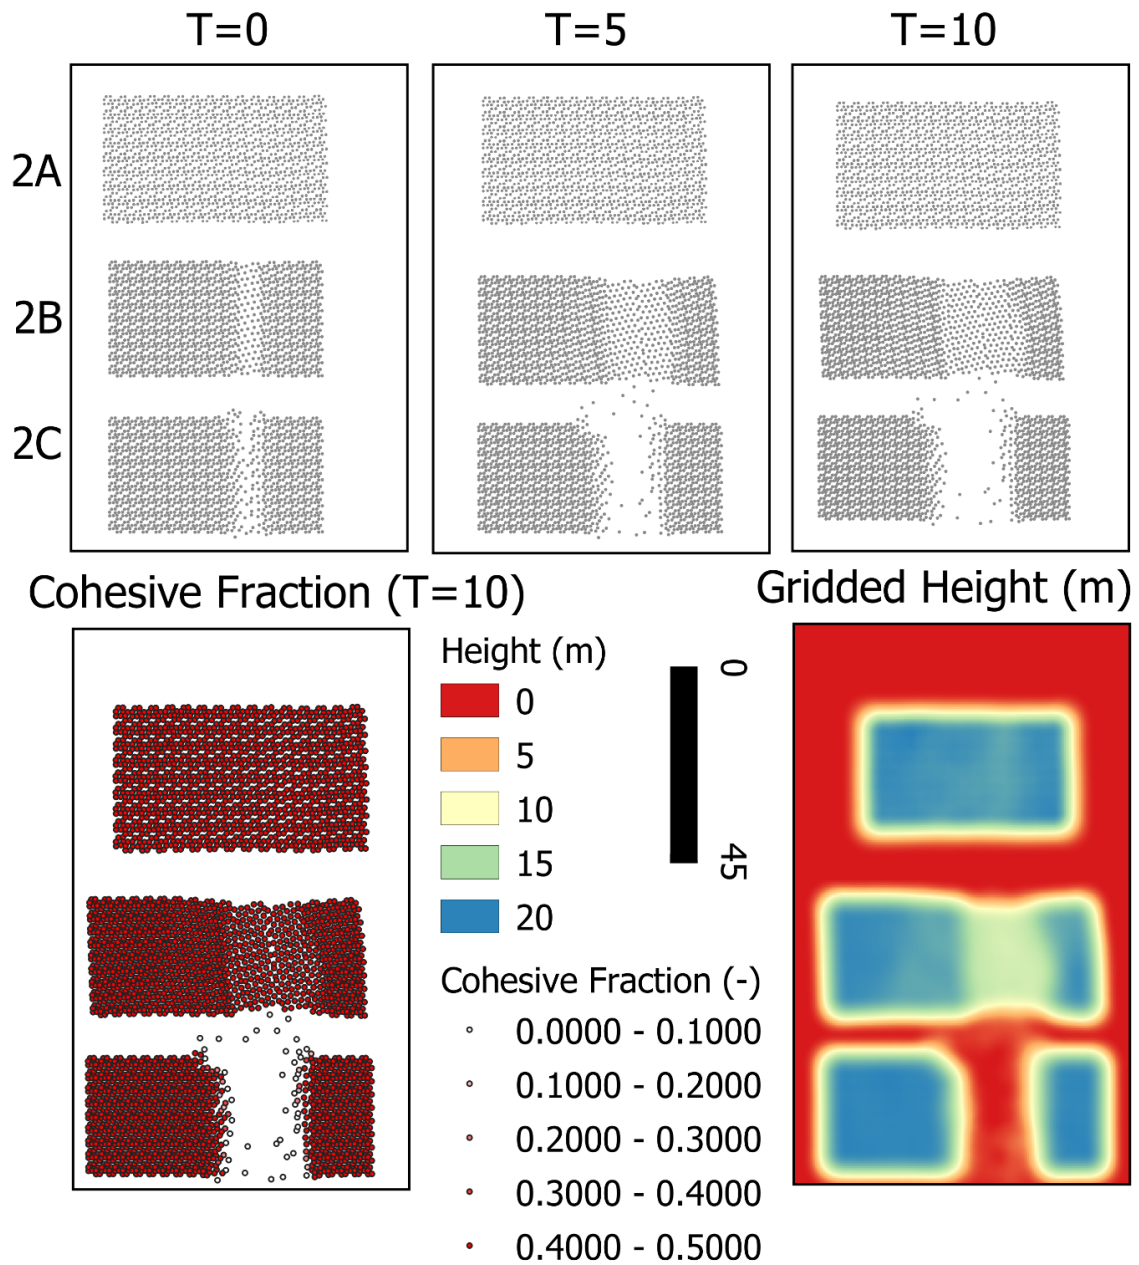 T=0
T=5
T=10
2A
2B
2C
Cohesive Fraction (T=10)
Gridded Height (m)
Height (m)
0
5
10
15
20
0
45
Cohesive Fraction (-)
0.0000 - 0.1000
0.1000 - 0.2000
0.2000 - 0.3000
0.3000 - 0.4000
0.4000 - 0.5000